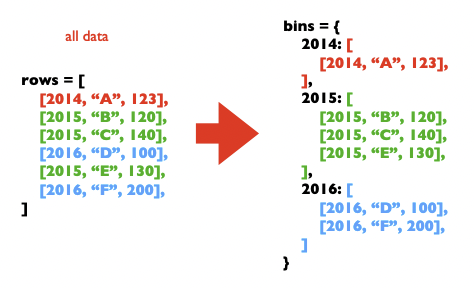 all data
rows = [
[2014, “A”, 123],
[2015, “B”, 120],
[2015, “C”, 140],
[2016, “D”, 100],
[2015, “E”, 130],
[2016, “F”, 200],
]
bins = {
2014: [
[2014, “A”, 123],
],
2015: [
[2015, “B”, 120],
[2015, “C”, 140],
[2015, “E”, 130],
],
2016: [
[2016, “D”, 100],
[2016, “F”, 200],
]
}